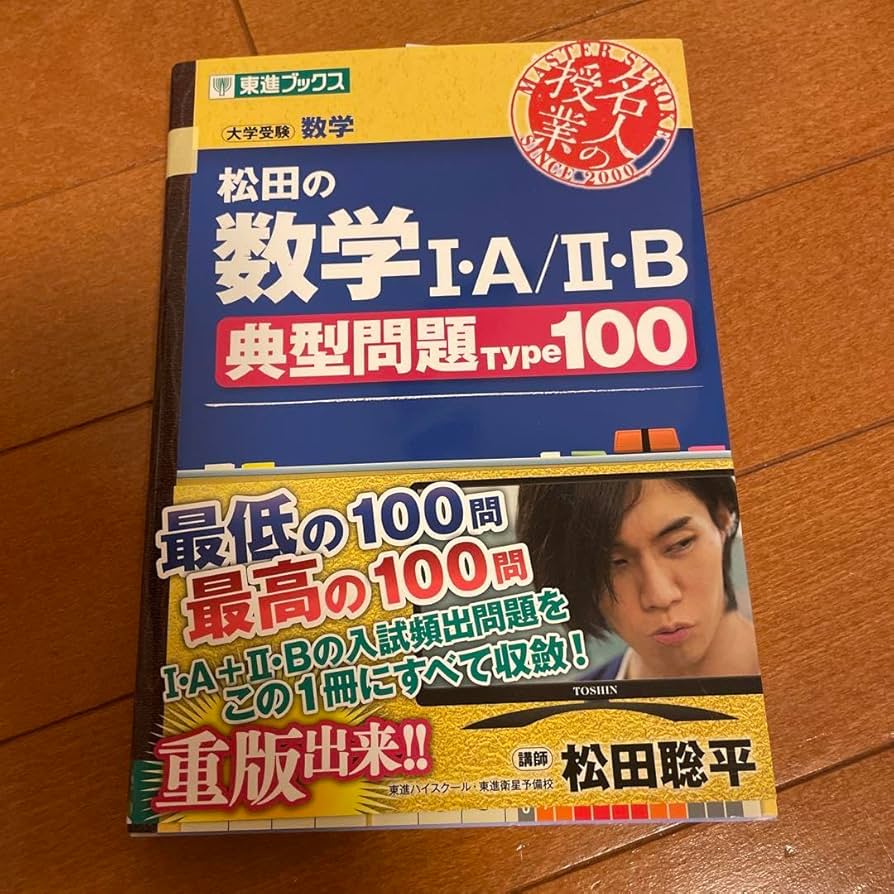 東進ブックス
MASTER STROKE
名人の
授業
SINCE 2000
大学受験 数学
松田の
数学I・A/II・B
典型問題Type100
最低の100問
最高の100問
I・A+II・Bの入試頻出問題を
この1冊にすべて収斂!
TOSHIN
重版出来!!
講師 松田聡平
東進ハイスクール・東進衛星予備校